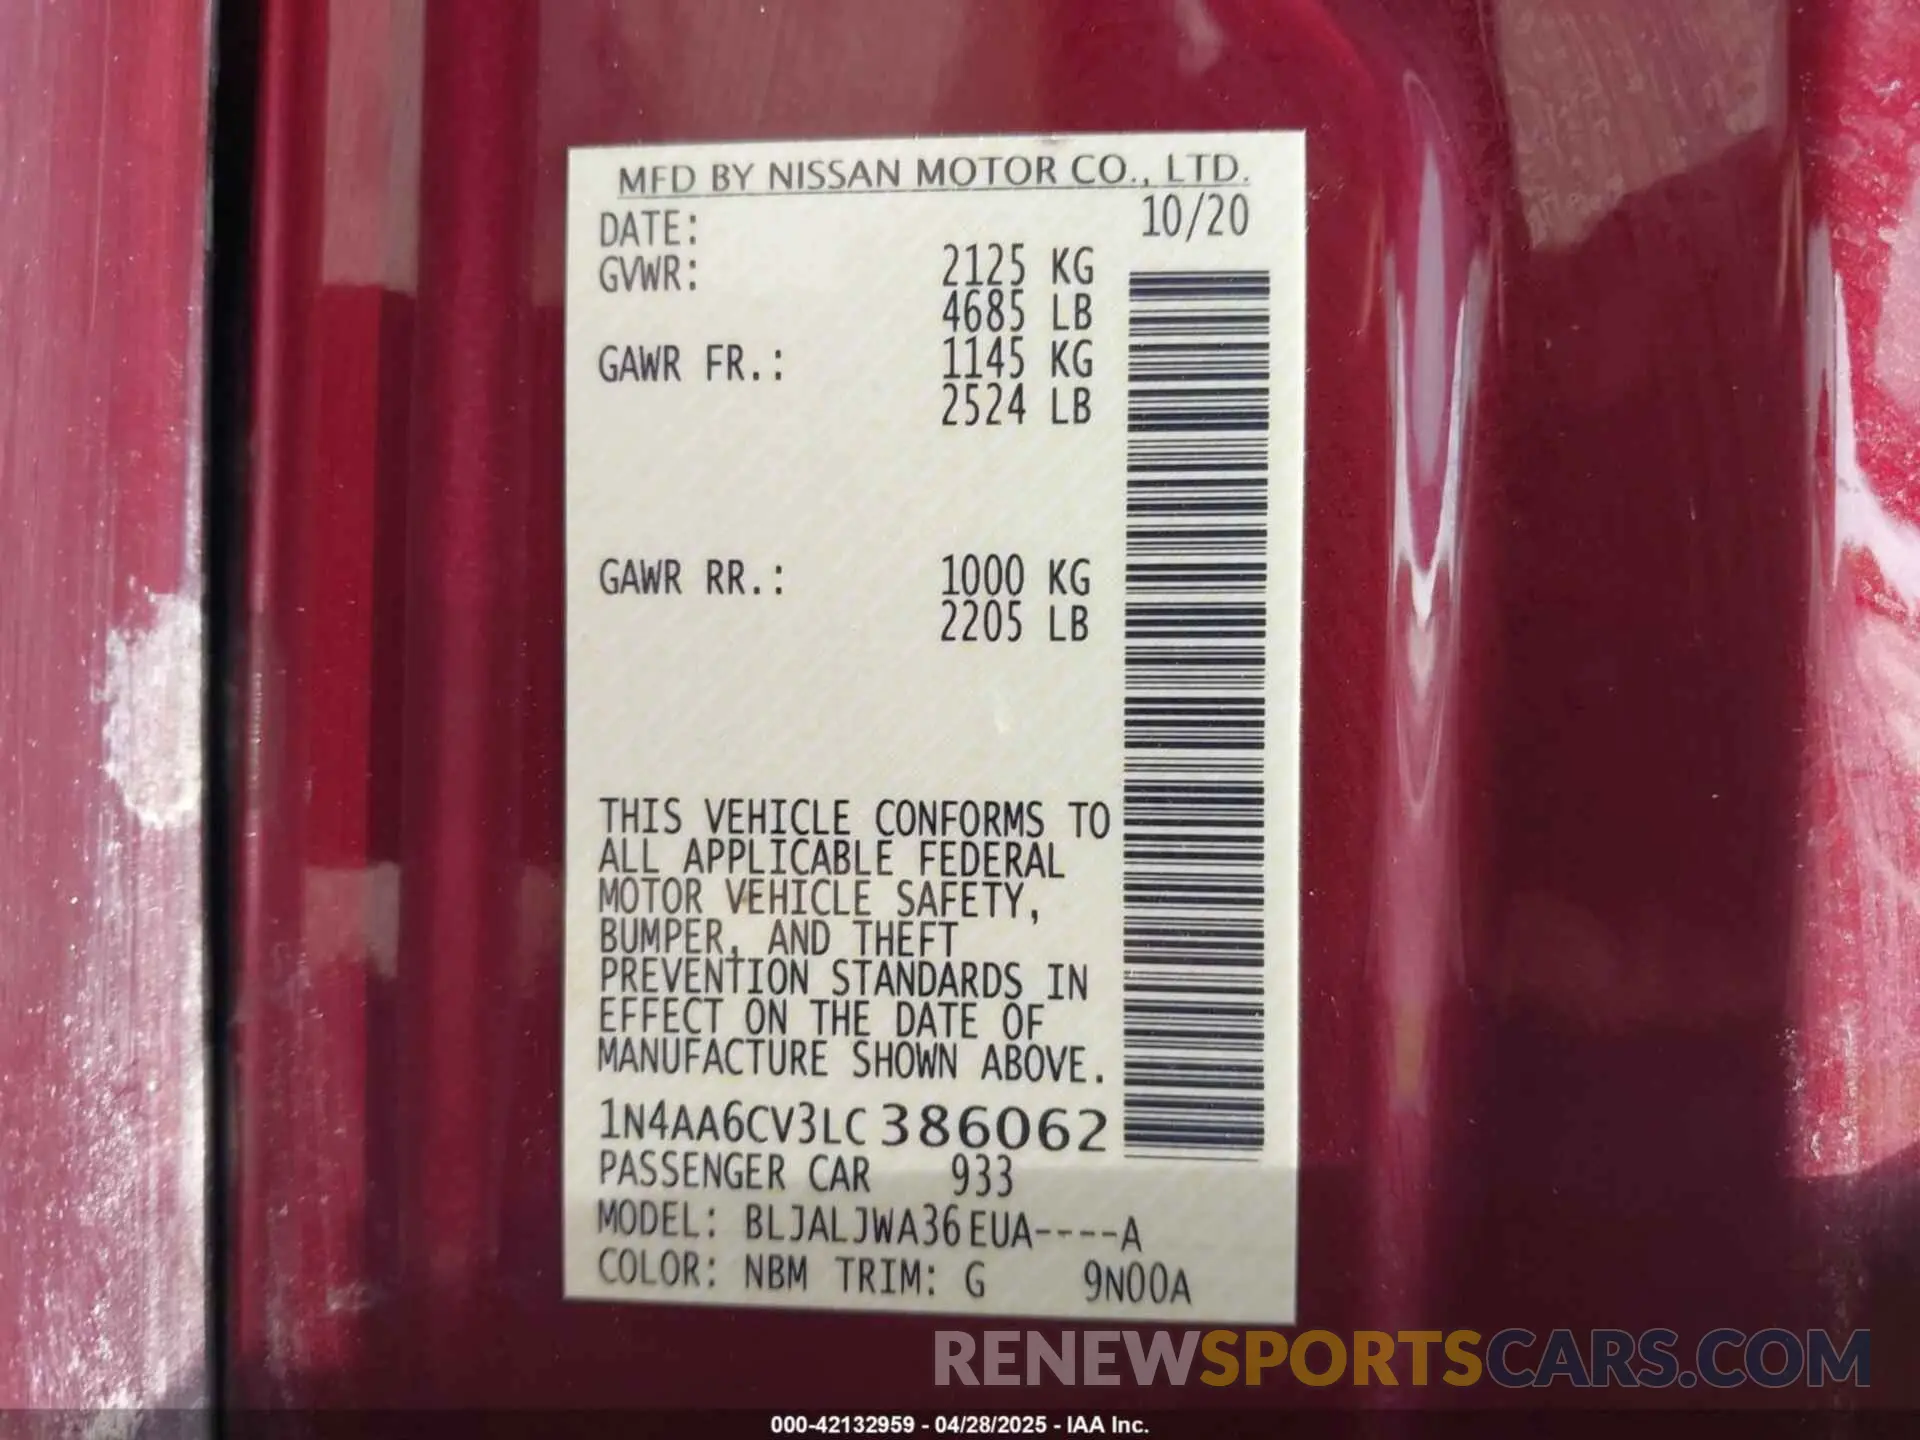 MFD BY NISSAN MOTOR CO., LTD.
DATE: 10/20
GVWR: 2125 KG
4685 LB
GAWR FR.: 1145 KG
2524 LB
GAWR RR.: 1000 KG
2205 LB
THIS VEHICLE CONFORMS TO
ALL APPLICABLE FEDERAL
MOTOR VEHICLE SAFETY,
BUMPER, AND THEFT
PREVENTION STANDARDS IN
EFFECT ON THE DATE OF
MANUFACTURE SHOWN ABOVE.
1N4AA6CV3LC386062
PASSENGER CAR 933
MODEL: BLJALJWA36EUA----A
COLOR: NBM TRIM: G 9N00A
RENEWSPORTSCARS.COM
000-42132959 - 04/28/2025 - IAA Inc.